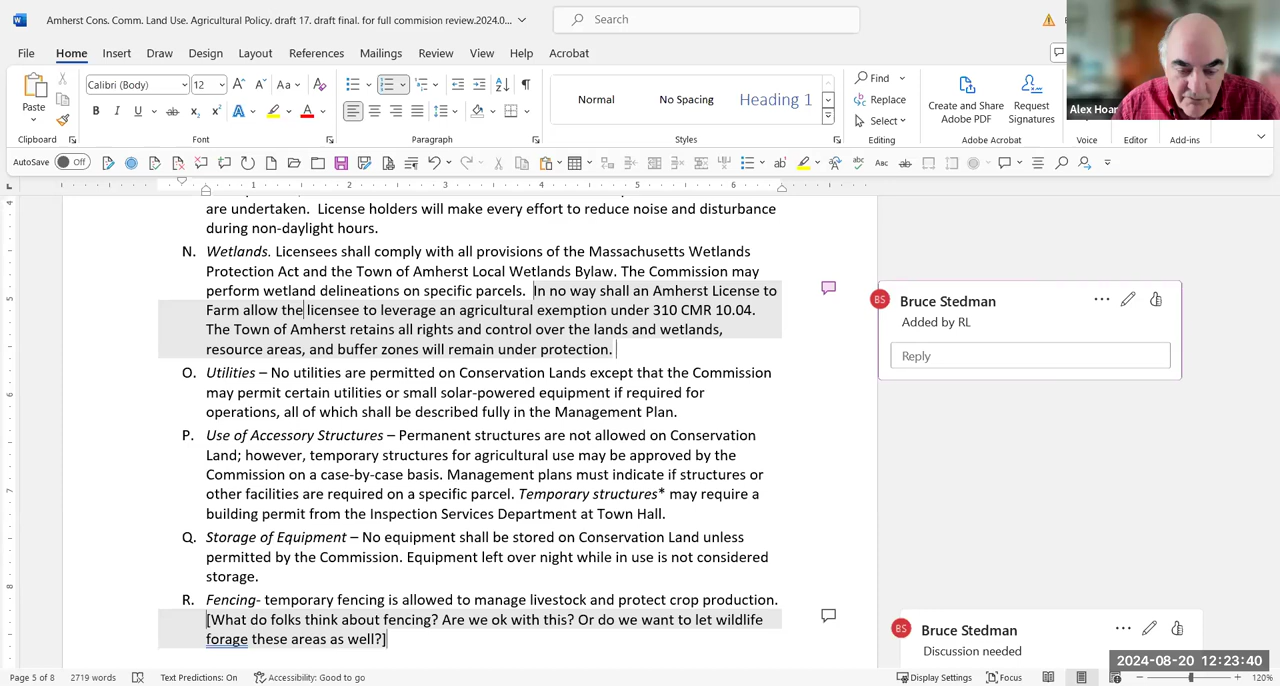 Amherst Cons. Comm. Land Use. Agricultural Policy. draft 17. draft final. for full commision review.2024.0...
Search
File Home Insert Draw Design Layout References Mailings Review View Help Acrobat
Alex Hoar
Paste
Calibri (Body) 12
Normal No Spacing Heading 1
Find
Replace
Select
Create and Share Adobe PDF
Request Signatures
Clipboard Font Paragraph Styles Editing Adobe Acrobat Voice Editor Add-ins
AutoSave Off
1 2 3 4 5 6
are undertaken. License holders will make every effort to reduce noise and disturbance
during non-daylight hours.
N. Wetlands. Licensees shall comply with all provisions of the Massachusetts Wetlands
Protection Act and the Town of Amherst Local Wetlands Bylaw. The Commission may
perform wetland delineations on specific parcels. In no way shall an Amherst License to
Farm allow the licensee to leverage an agricultural exemption under 310 CMR 10.04.
The Town of Amherst retains all rights and control over the lands and wetlands,
resource areas, and buffer zones will remain under protection.
O. Utilities – No utilities are permitted on Conservation Lands except that the Commission
may permit certain utilities or small solar-powered equipment if required for
operations, all of which shall be described fully in the Management Plan.
P. Use of Accessory Structures – Permanent structures are not allowed on Conservation
Land; however, temporary structures for agricultural use may be approved by the
Commission on a case-by-case basis. Management plans must indicate if structures or
other facilities are required on a specific parcel. Temporary structures* may require a
building permit from the Inspection Services Department at Town Hall.
Q. Storage of Equipment – No equipment shall be stored on Conservation Land unless
permitted by the Commission. Equipment left over night while in use is not considered
storage.
R. Fencing- temporary fencing is allowed to manage livestock and protect crop production.
[What do folks think about fencing? Are we ok with this? Or do we want to let wildlife
forage these areas as well?]
BS Bruce Stedman
Added by RL
Reply
BS Bruce Stedman
Discussion needed
2024-08-20 12:23:40
Page 5 of 8 2719 words Text Predictions: On Accessibility: Good to go Display Settings Focus 120%